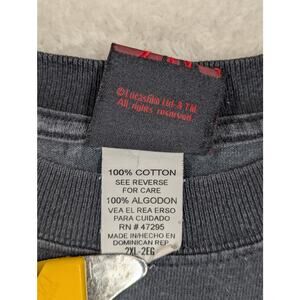 ©Lucasfilm Ltd & TM
All rights reserved.
100% COTTON
SEE REVERSE
FOR CARE
100% ALGODON
VEA EL REA ERSO
PARA CUIDADO
RN # 47295
MADE IN/HECHO EN
DOMINICAN REP.
2XL-2EG